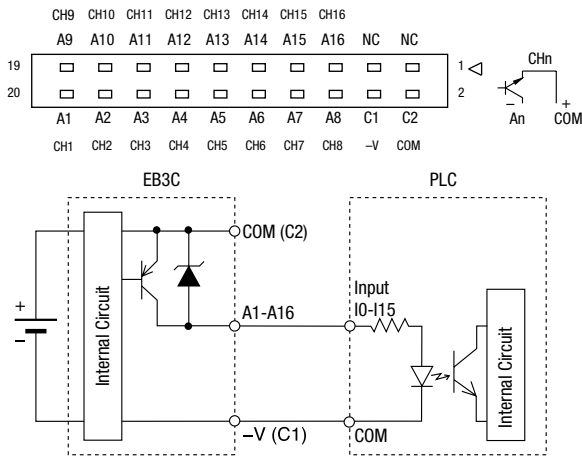 CH9 CH10 CH11 CH12 CH13 CH14 CH15 CH16
A9 A10 A11 A12 A13 A14 A15 A16 NC NC
19 1
20 2
A1 A2 A3 A4 A5 A6 A7 A8 C1 C2
CH1 CH2 CH3 CH4 CH5 CH6 CH7 CH8 –V COM
CHn
– +
An COM
EB3C PLC
COM (C2)
Internal Circuit
+
–
A1-A16
Input
I0-I15
Internal Circuit
–V (C1)
COM